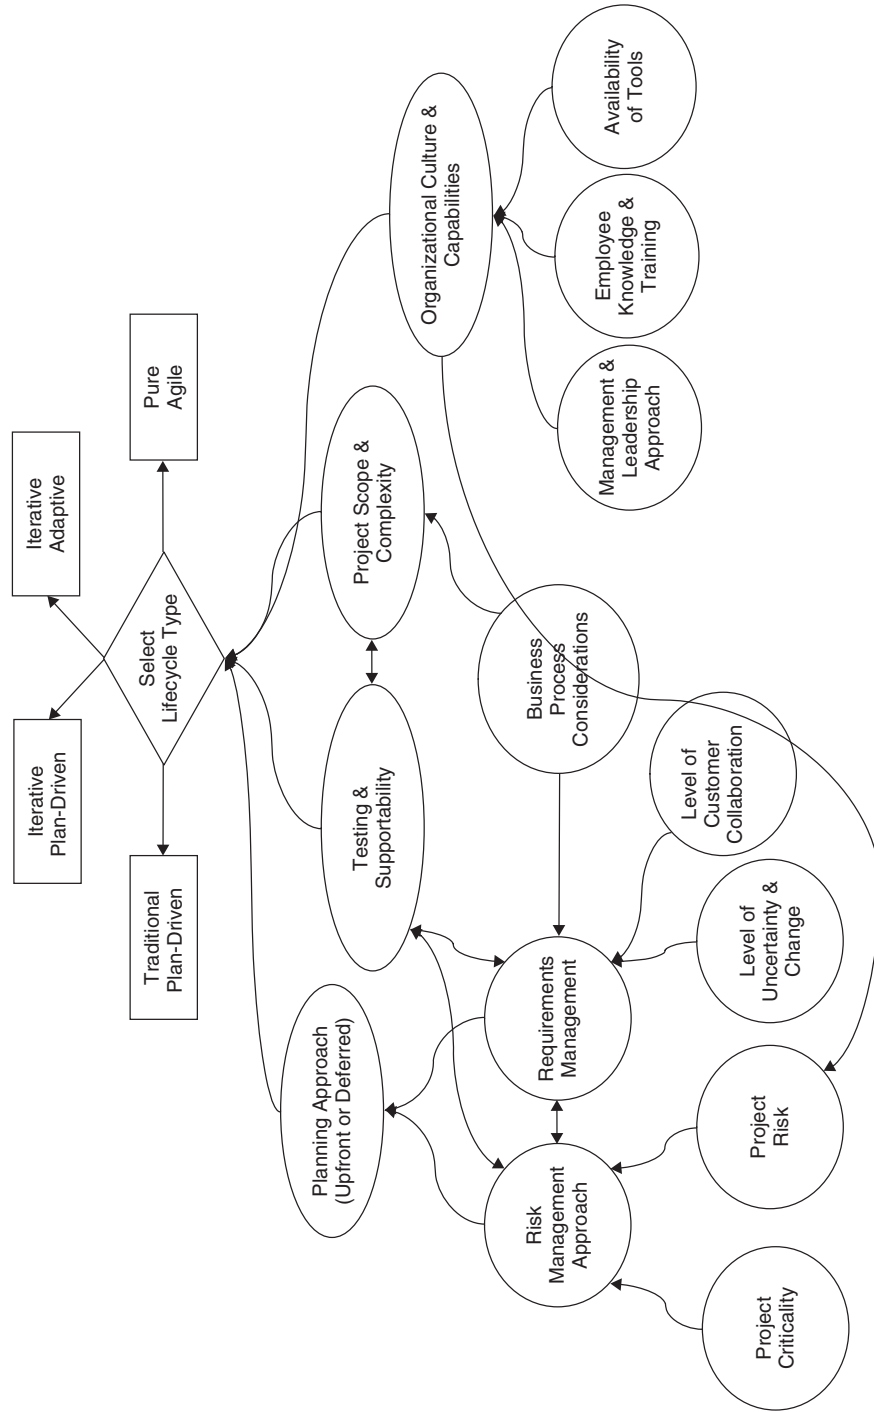 Iterative
Plan-Driven
Iterative
Adaptive
Traditional
Plan-Driven
Select
Lifecycle Type
Pure
Agile
Planning Approach
(Upfront or Deferred)
Testing &
Supportability
Project Scope &
Complexity
Organizational Culture &
Capabilities
Risk
Management
Approach
Requirements
Management
Business
Process
Considerations
Management &
Leadership
Approach
Employee
Knowledge &
Training
Availability
of Tools
Project
Criticality
Project
Risk
Level of
Uncertainty &
Change
Level of
Customer
Collaboration